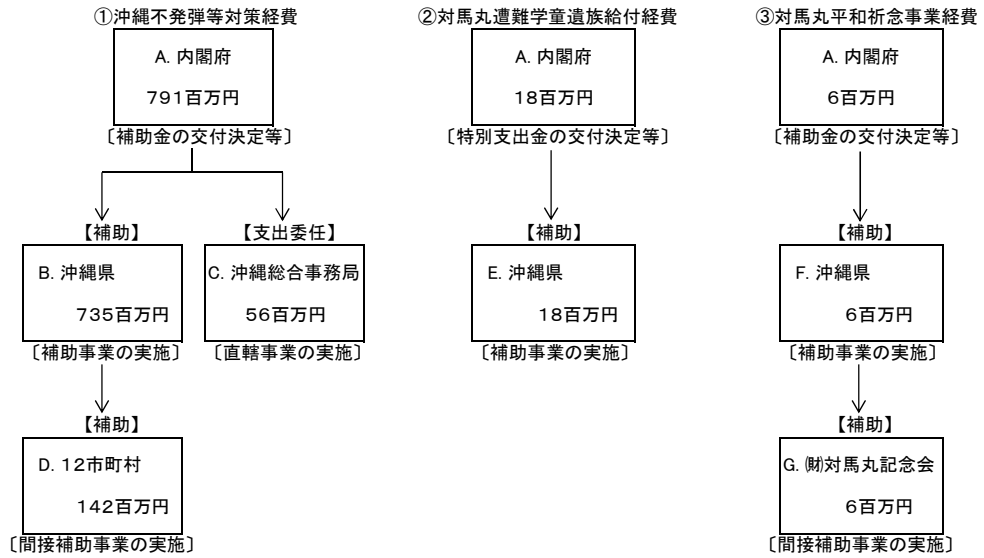 ①沖縄不発弾等対策経費
A. 内閣府
791百万円
〔補助金の交付決定等〕
【補助】
B. 沖縄県
735百万円
〔補助事業の実施〕
【支出委任】
C. 沖縄総合事務局
56百万円
〔直轄事業の実施〕
【補助】
D. 12市町村
142百万円
〔間接補助事業の実施〕
②対馬丸遭難学童遺族給付経費
A. 内閣府
18百万円
〔特別支出金の交付決定等〕
【補助】
E. 沖縄県
18百万円
〔補助事業の実施〕
③対馬丸平和祈念事業経費
A. 内閣府
6百万円
〔補助金の交付決定等〕
【補助】
F. 沖縄県
6百万円
〔補助事業の実施〕
【補助】
G. ㈶対馬丸記念会
6百万円
〔間接補助事業の実施〕